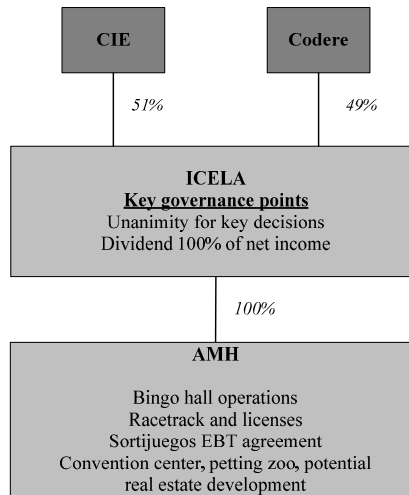 CIE
Codere
51%
49%
ICELA
Key governance points
Unanimity for key decisions
Dividend 100% of net income
100%
AMH
Bingo hall operations
Racetrack and licenses
Sortijuegos EBT agreement
Convention center, petting zoo, potential
real estate development